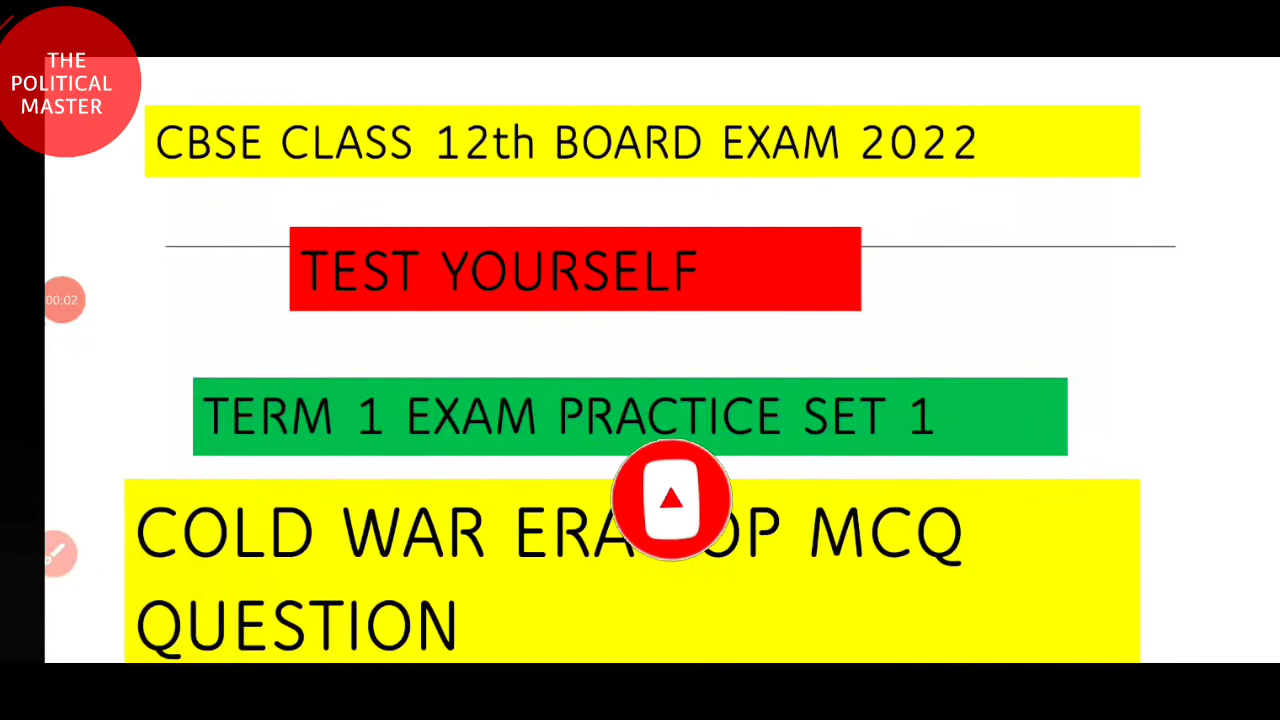 THE
POLITICAL
MASTER
CBSE CLASS 12th BOARD EXAM 2022
TEST YOURSELF
00:02
TERM 1 EXAM PRACTICE SET 1
COLD WAR ERA OP MCQ
QUESTION